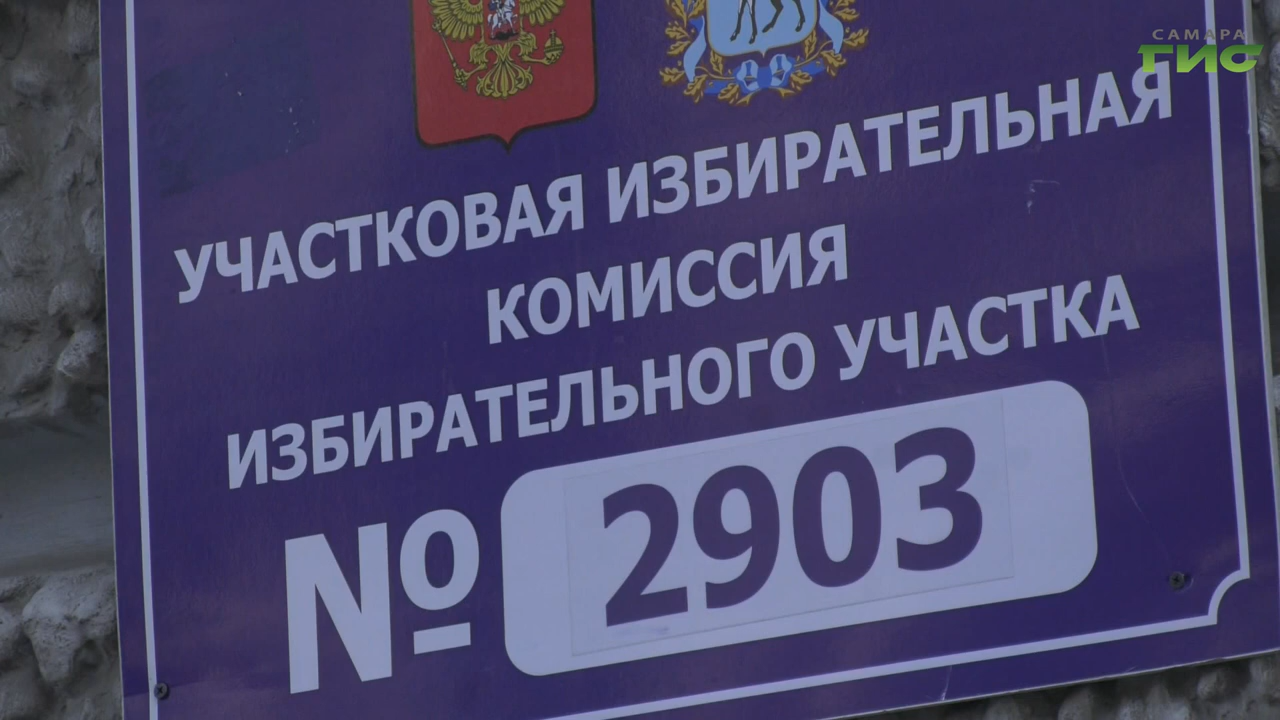 САМАРА
ГИС
УЧАСТКОВАЯ ИЗБИРАТЕЛЬНАЯ
КОМИССИЯ
ИЗБИРАТЕЛЬНОГО УЧАСТКА
№ 2903